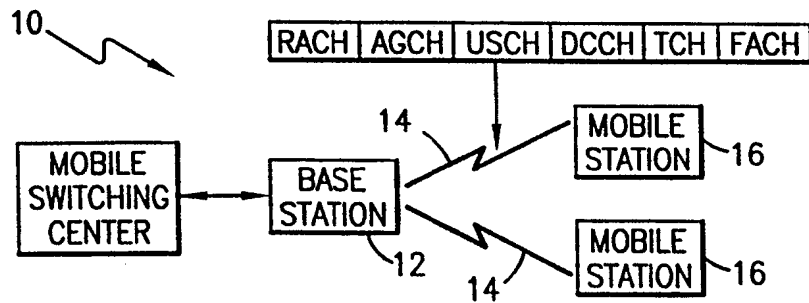 10
RACH AGCH USCH DCCH TCH FACH
14
MOBILE
STATION
16
MOBILE
SWITCHING
CENTER
BASE
STATION
12
14
MOBILE
STATION
16